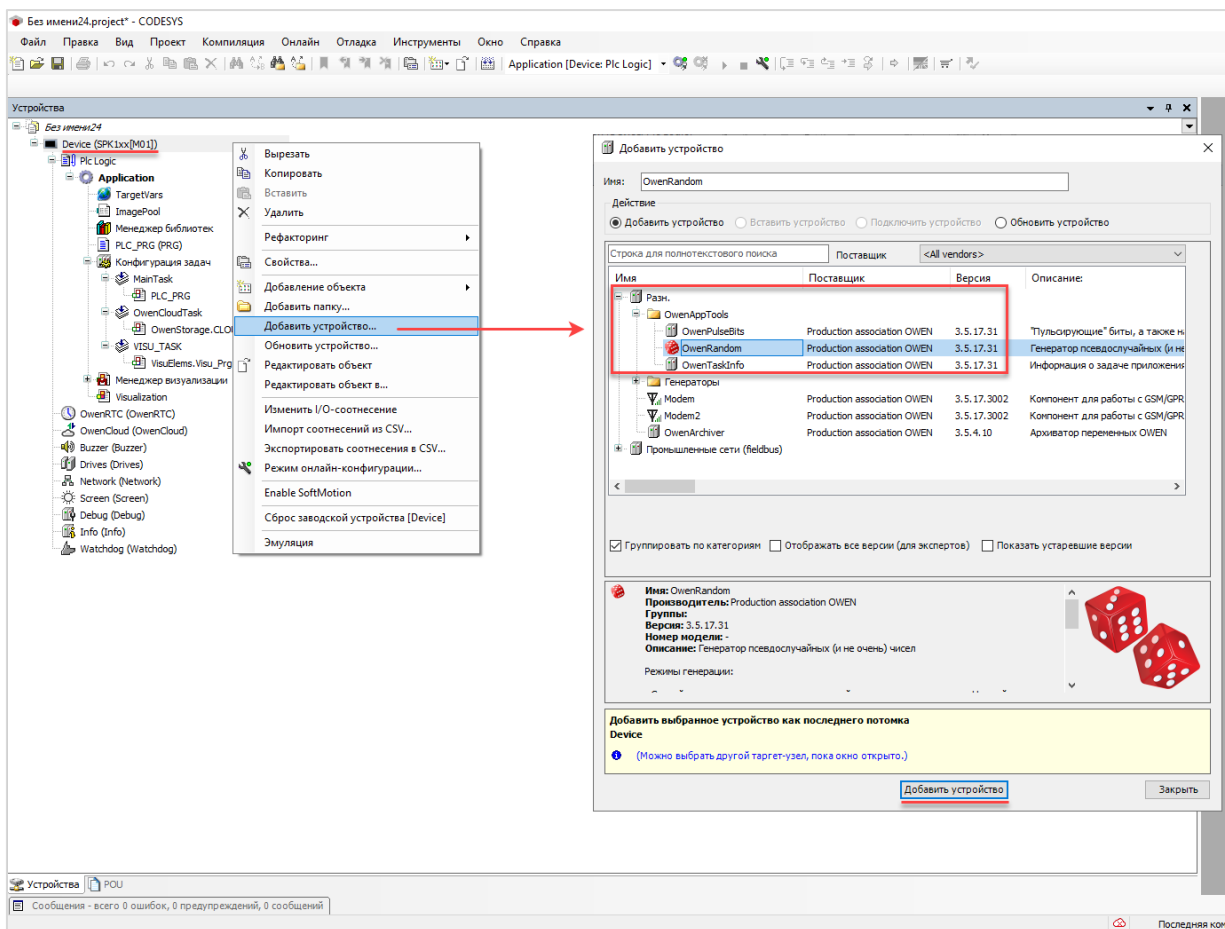 Без имени24.project* - CODESYS
Файл Правка Вид Проект Компиляция Онлайн Отладка Инструменты Окно Справка
Application [Device: Plc Logic]
Устройства
Без имени24
Device (SPK1xx[M01])
Plc Logic
Application
TargetVars
ImagePool
Менеджер библиотек
PLC_PRG (PRG)
Конфигурация задач
MainTask
PLC_PRG
OwenCloudTask
OwenStorage.CLO
VISU_TASK
VisuElems.Visu_Prg
Менеджер визуализации
Visualization
OwenRTC (OwenRTC)
OwenCloud (OwenCloud)
Buzzer (Buzzer)
Drives (Drives)
Network (Network)
Screen (Screen)
Debug (Debug)
Info (Info)
Watchdog (Watchdog)
Вырезать
Копировать
Вставить
Удалить
Рефакторинг
Свойства...
Добавление объекта
Добавить папку...
Добавить устройство...
Обновить устройство...
Редактировать объект
Редактировать объект в...
Изменить I/O-соотнесение
Импорт соотнесений из CSV...
Экспортировать соотнесения в CSV...
Режим онлайн-конфигурации...
Enable SoftMotion
Сброс заводской устройства [Device]
Эмуляция
Добавить устройство
Имя: OwenRandom
Действие
Добавить устройство Вставить устройство Подключить устройство Обновить устройство
Строка для полнотекстового поиска Поставщик <All vendors>
Имя Поставщик Версия Описание:
Разн.
OwenAppTools
OwenPulseBits Production association OWEN 3.5.17.31 "Пульсирующие" биты, а также н
OwenRandom Production association OWEN 3.5.17.31 Генератор псевдослучайных (и не
OwenTaskInfo Production association OWEN 3.5.17.31 Информация о задаче приложения
Генераторы
Modem Production association OWEN 3.5.17.3002 Компонент для работы с GSM/GPR
Modem2 Production association OWEN 3.5.17.3002 Компонент для работы с GSM/GPR
OwenArchiver Production association OWEN 3.5.4.10 Архиватор переменных OWEN
Промышленные сети (fieldbus)
Группировать по категориям Отображать все версии (для экспертов) Показать устаревшие версии
Имя: OwenRandom
Производитель: Production association OWEN
Группы:
Версия: 3.5.17.31
Номер модели: -
Описание: Генератор псевдослучайных (и не очень) чисел
Режимы генерации:
Добавить выбранное устройство как последнего потомка
Device
(Можно выбрать другой таргет-узел, пока окно открыто.)
Добавить устройство Закрыть
Устройства POU
Сообщения - всего 0 ошибок, 0 предупреждений, 0 сообщений
Последняя ком